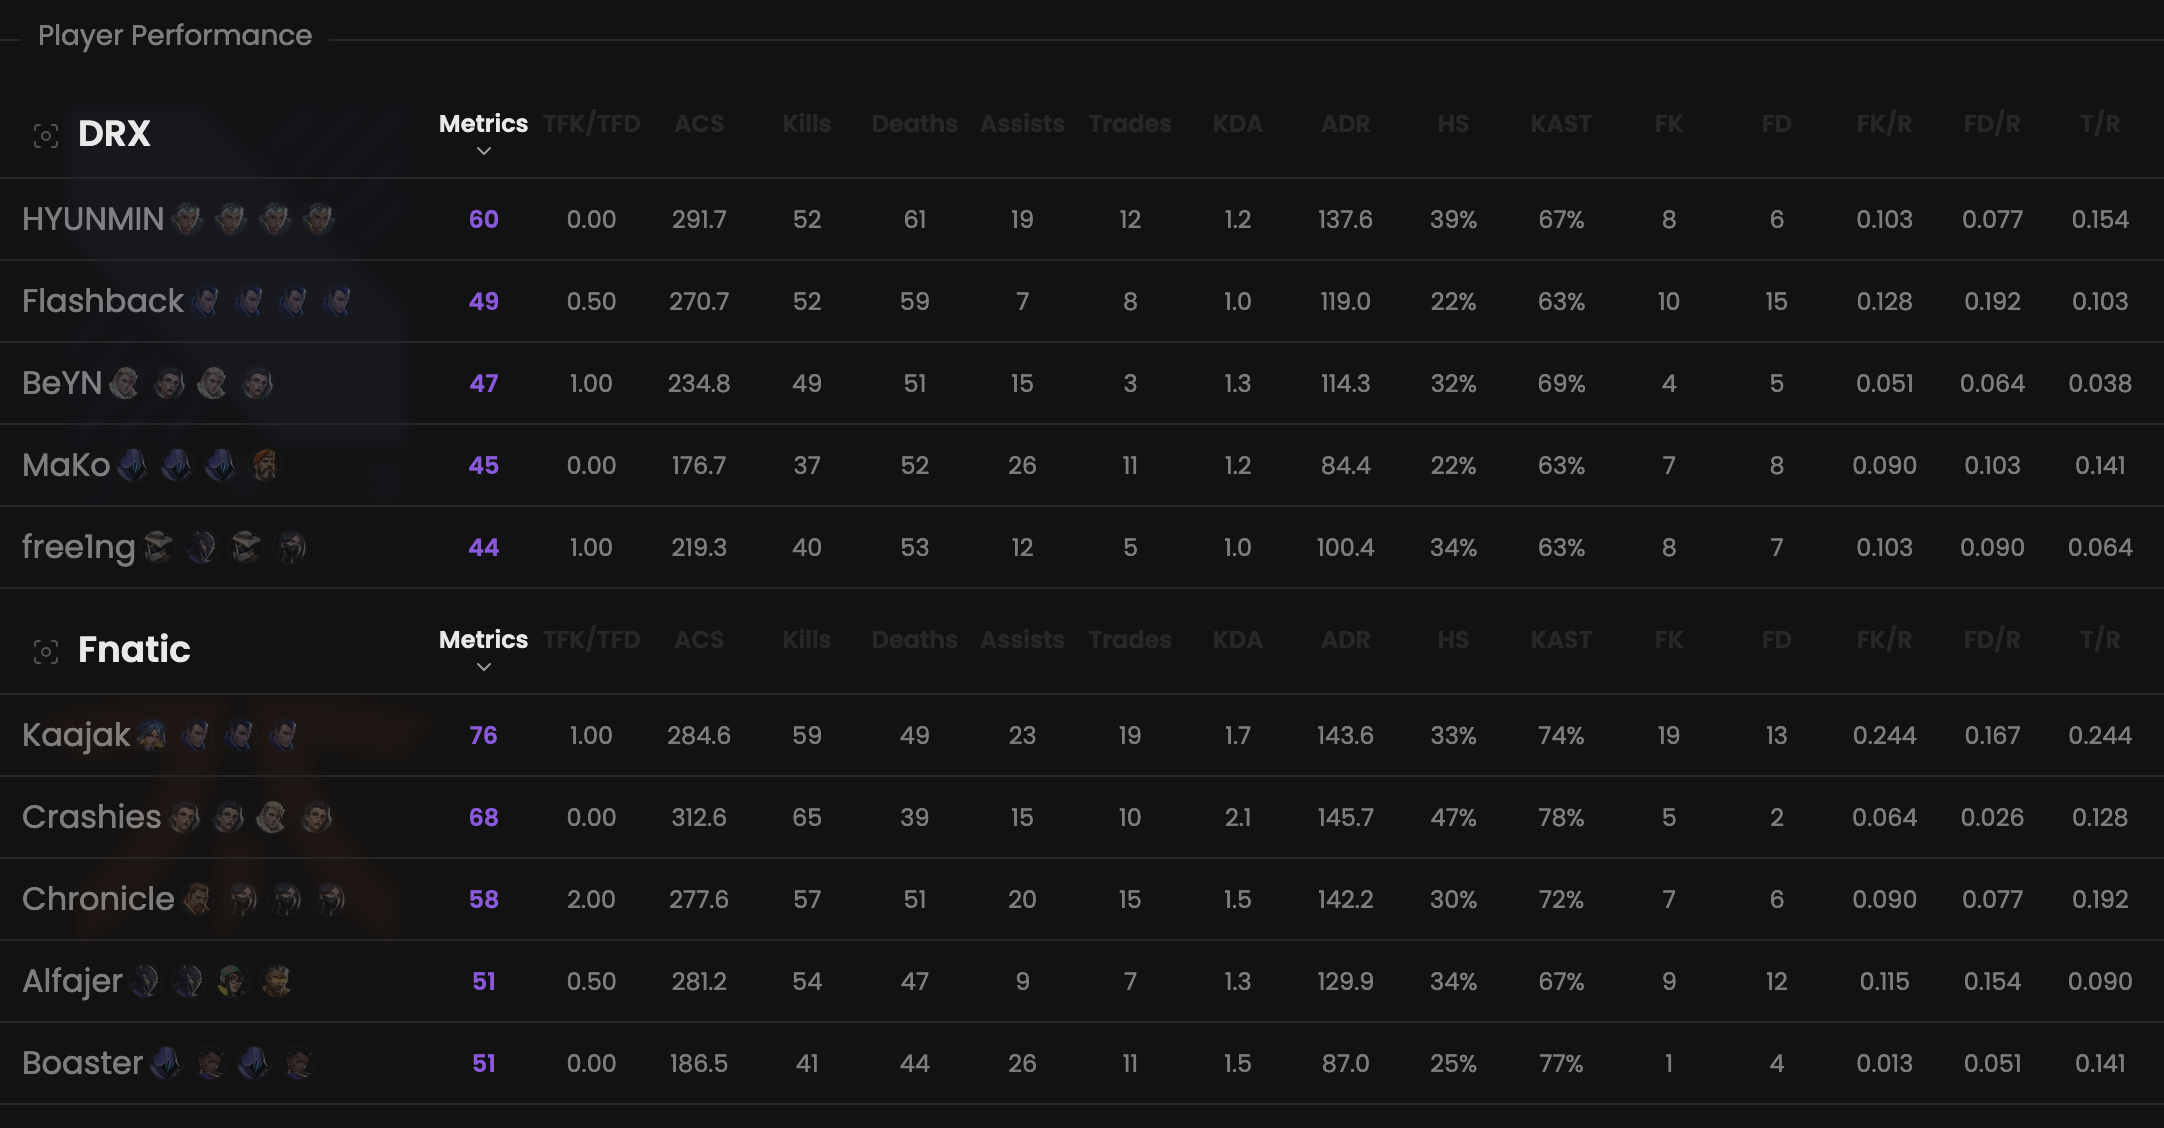 Player Performance
DRX Metrics TFK/TFD ACS Kills Deaths Assists Trades KDA ADR HS KAST FK FD FK/R FD/R T/R
HYUNMIN 60 0.00 291.7 52 61 19 12 1.2 137.6 39% 67% 8 6 0.103 0.077 0.154
Flashback 49 0.50 270.7 52 59 7 8 1.0 119.0 22% 63% 10 15 0.128 0.192 0.103
BeYN 47 1.00 234.8 49 51 15 3 1.3 114.3 32% 69% 4 5 0.051 0.064 0.038
MaKo 45 0.00 176.7 37 52 26 11 1.2 84.4 22% 63% 7 8 0.090 0.103 0.141
free1ng 44 1.00 219.3 40 53 12 5 1.0 100.4 34% 63% 8 7 0.103 0.090 0.064
Fnatic Metrics TFK/TFD ACS Kills Deaths Assists Trades KDA ADR HS KAST FK FD FK/R FD/R T/R
Kaajak 76 1.00 284.6 59 49 23 19 1.7 143.6 33% 74% 19 13 0.244 0.167 0.244
Crashies 68 0.00 312.6 65 39 15 10 2.1 145.7 47% 78% 5 2 0.064 0.026 0.128
Chronicle 58 2.00 277.6 57 51 20 15 1.5 142.2 30% 72% 7 6 0.090 0.077 0.192
Alfajer 51 0.50 281.2 54 47 9 7 1.3 129.9 34% 67% 9 12 0.115 0.154 0.090
Boaster 51 0.00 186.5 41 44 26 11 1.5 87.0 25% 77% 1 4 0.013 0.051 0.141